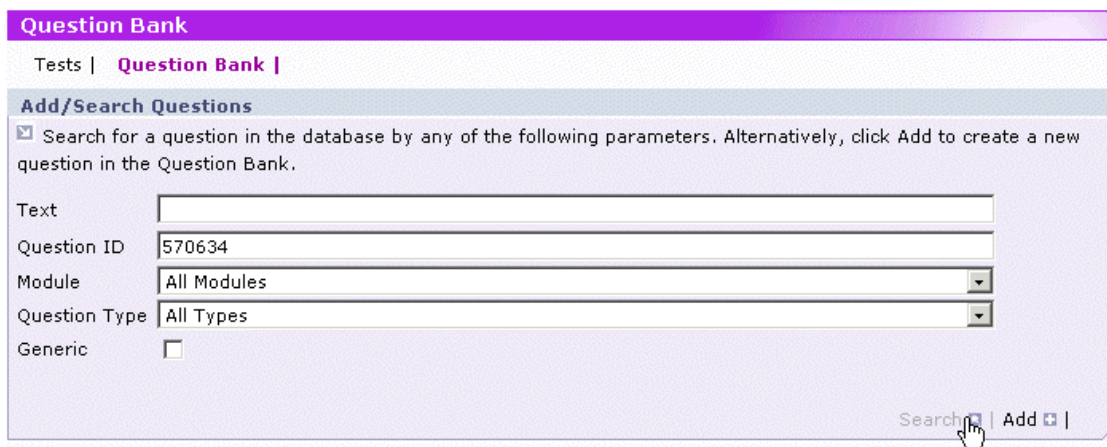 Question Bank
Tests | Question Bank |
Add/Search Questions
Search for a question in the database by any of the following parameters. Alternatively, click Add to create a new
question in the Question Bank.
Text
Question ID 570634
Module All Modules
Question Type All Types
Generic
Search | Add |